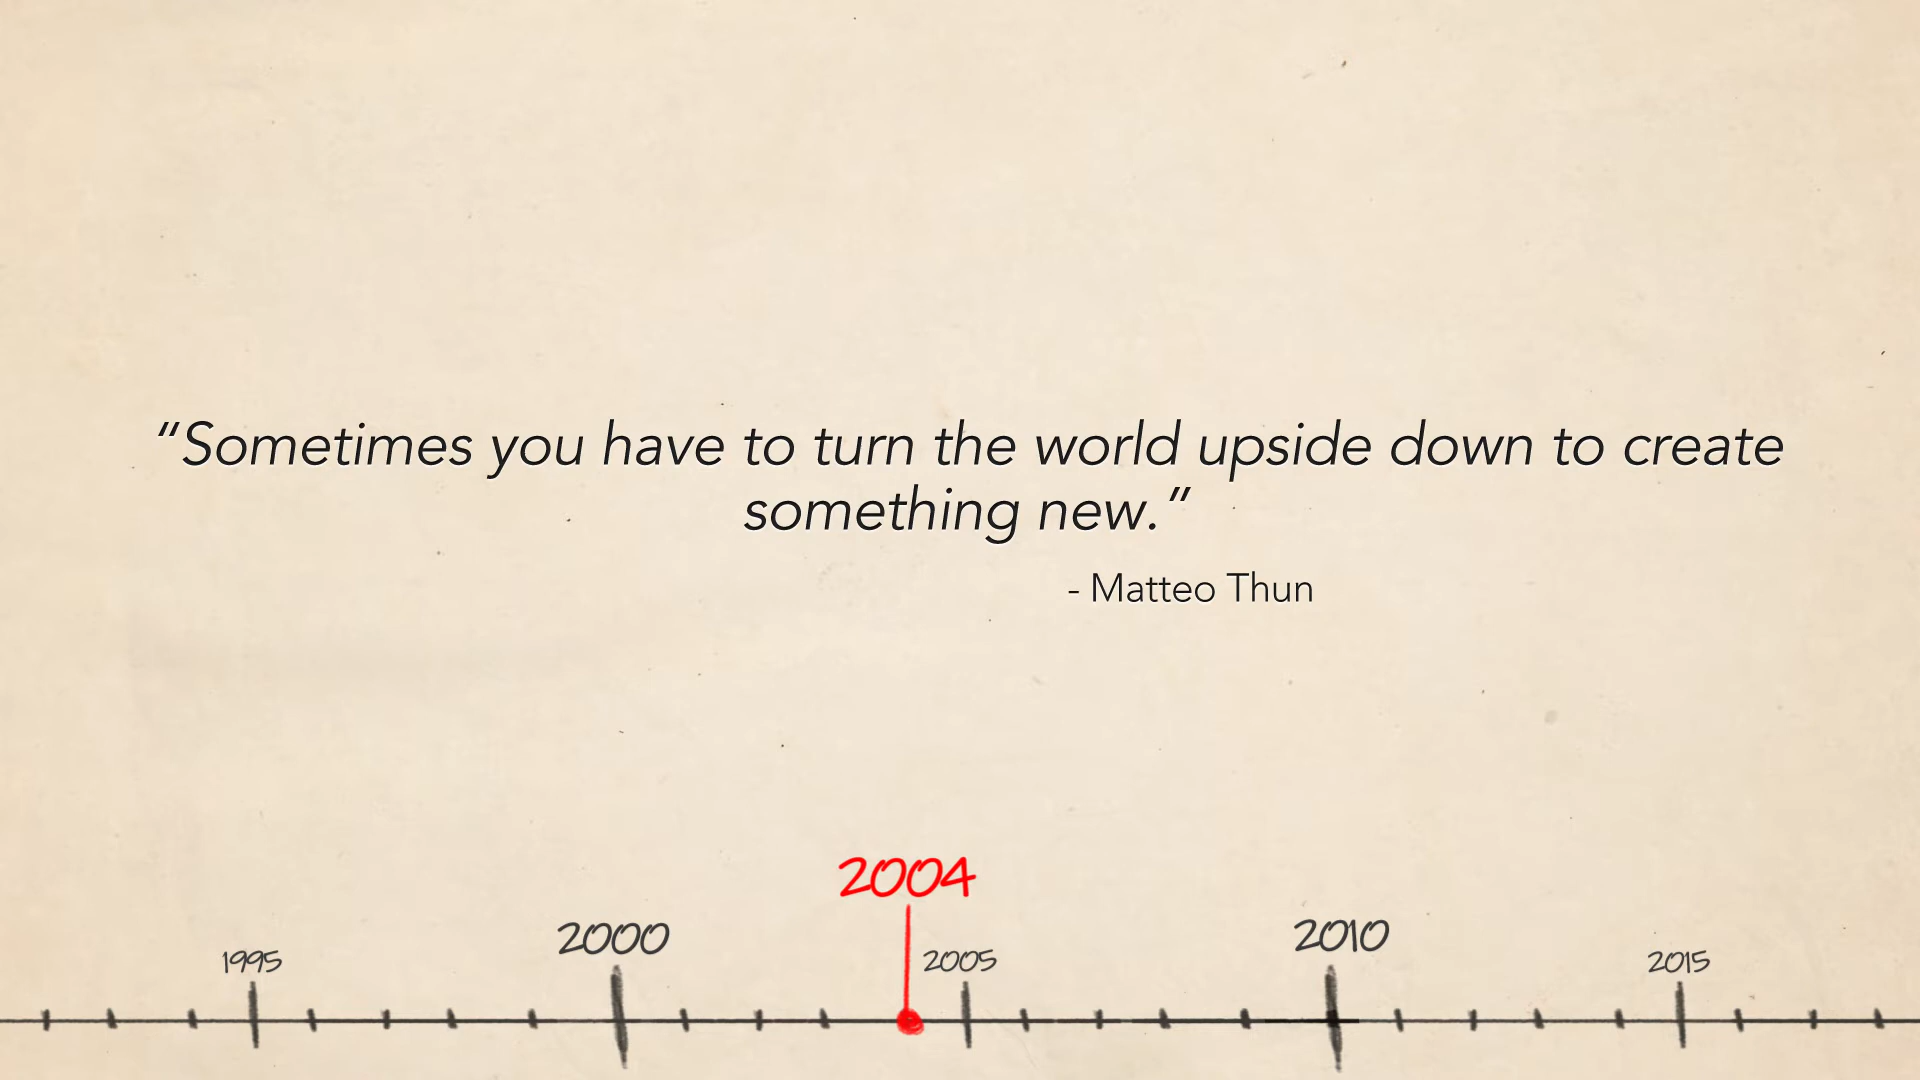 “Sometimes you have to turn the world upside down to create
something new.”
- Matteo Thun
2004
1995
2000
2005
2010
2015